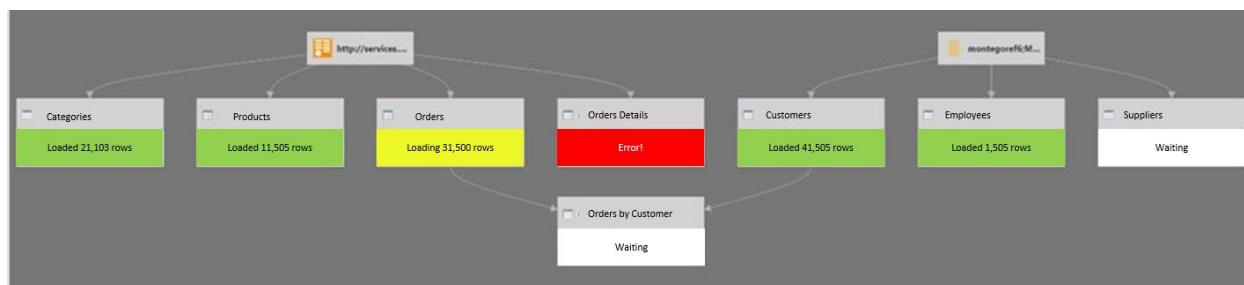 http://services....
montegoref6;M...
Categories
Products
Orders
Orders Details
Customers
Employees
Suppliers
Loaded 21,103 rows
Loaded 11,505 rows
Loading 31,500 rows
Error!
Loaded 41,505 rows
Loaded 1,505 rows
Waiting
Orders by Customer
Waiting